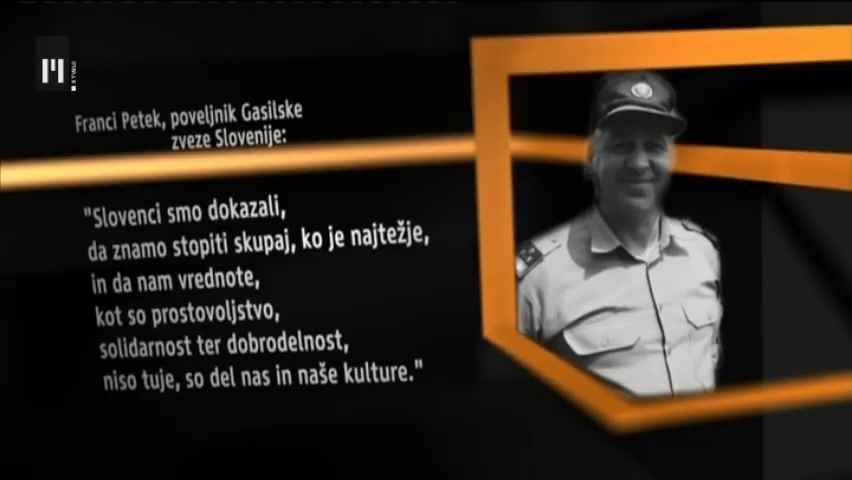 Franci Petek, poveljnik Gasilske
zveze Slovenije:
"Slovenci smo dokazali,
da znamo stopiti skupaj, ko je najtežje,
in da nam vrednote,
kot so prostovoljstvo,
solidarnost ter dobrodelnost,
niso tuje, so del nas in naše kulture."